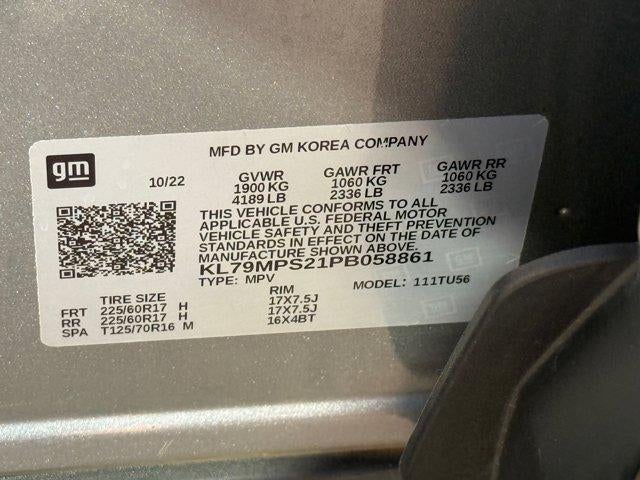 gm
MFD BY GM KOREA COMPANY
10/22
GVWR GAWR FRT GAWR RR
1900 KG 1060 KG 1060 KG
4189 LB 2336 LB 2336 LB
THIS VEHICLE CONFORMS TO ALL
APPLICABLE U.S. FEDERAL MOTOR
VEHICLE SAFETY AND THEFT PREVENTION
STANDARDS IN EFFECT ON THE DATE OF
MANUFACTURE SHOWN ABOVE.
KL79MPS21PB058861
TYPE: MPV MODEL: 111TU56
TIRE SIZE RIM
FRT 225/60R17 H 17X7.5J
RR 225/60R17 H 17X7.5J
SPA T125/70R16 M 16X4BT